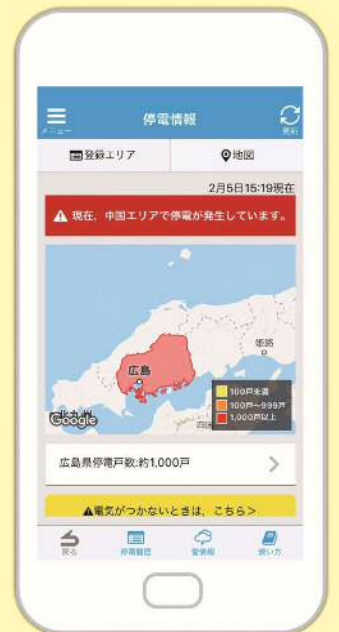 停電情報
メニュー
更新
登録エリア
地図
2月5日15:19現在
現在、中国エリアで停電が発生しています。
姫路
広島
100戸未満
100戸～999戸
1,000戸以上
Google
広島県停電戸数:約1,000戸
電気がつかないときは、こちら>
戻る
停電履歴
雷情報
使い方